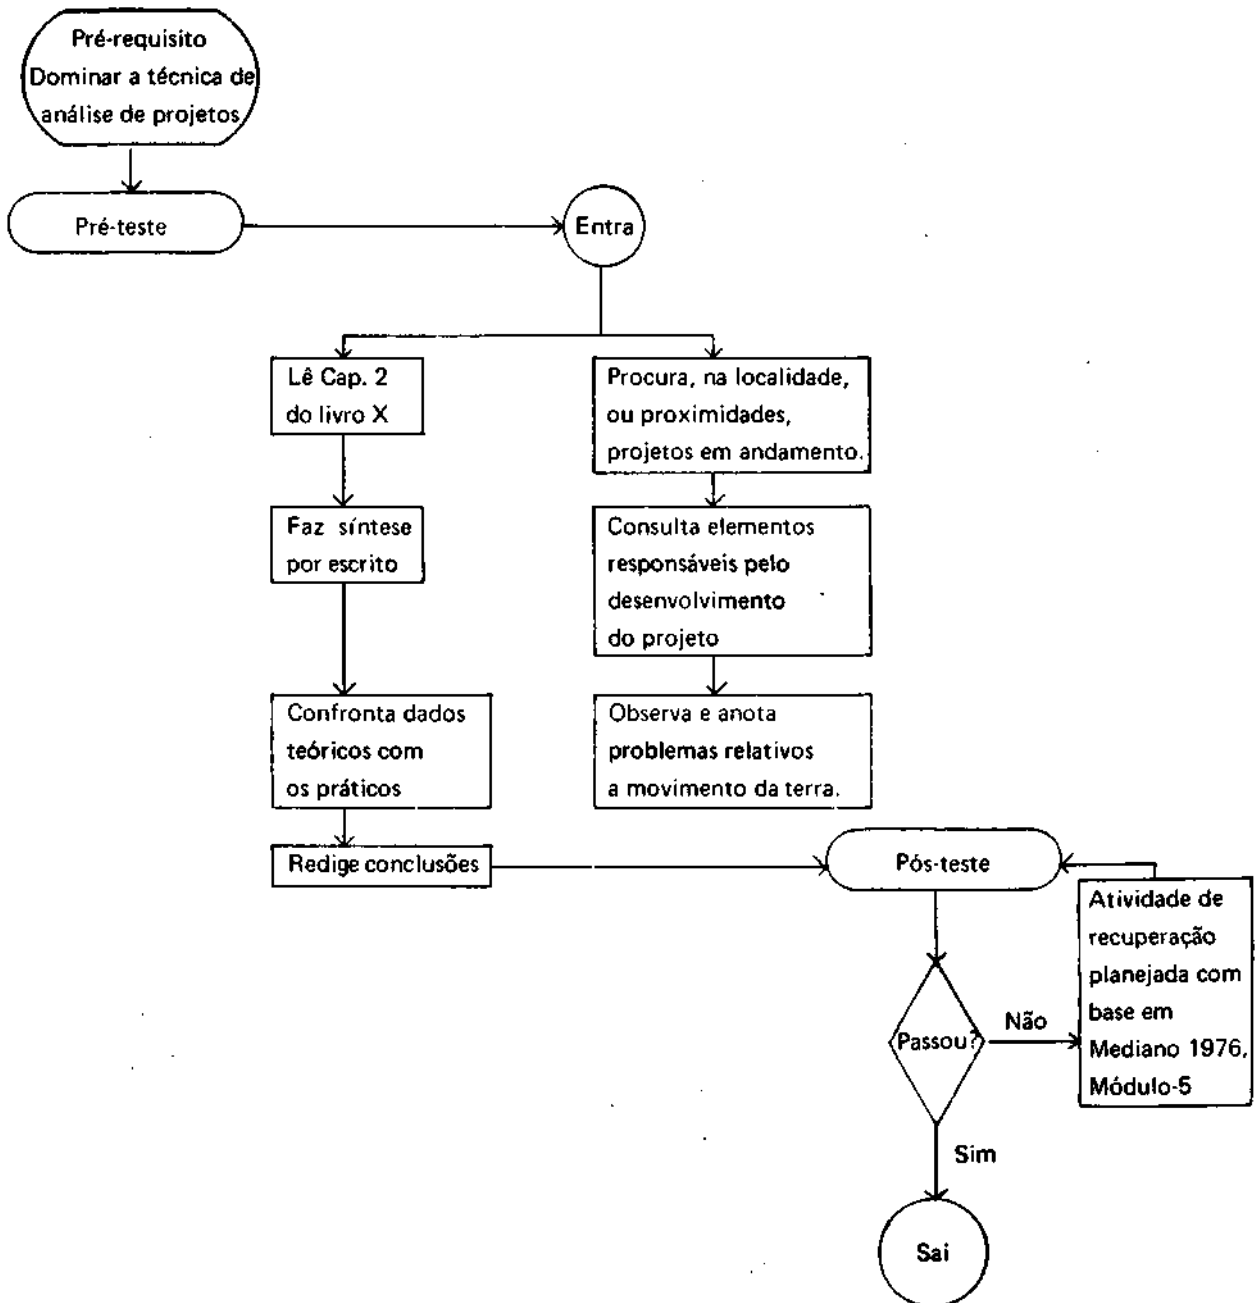 Pré-requisito
Dominar a técnica de
análise de projetos
Pré-teste
Entra
Lê Cap. 2
do livro X
Procura, na localidade,
ou proximidades,
projetos em andamento.
Faz síntese
por escrito
Consulta elementos
responsáveis pelo
desenvolvimento
do projeto
Confronta dados
teóricos com
os práticos
Observa e anota
problemas relativos
a movimento da terra.
Redige conclusões
Pós-teste
Atividade de
recuperação
planejada com
base em
Mediano 1976,
Módulo-5
Passou?
Não
Sim
Sai